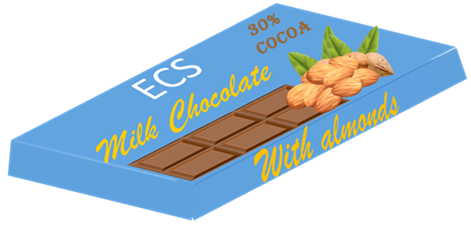 30%
COCOA
ECS
Milk Chocolate
With almonds